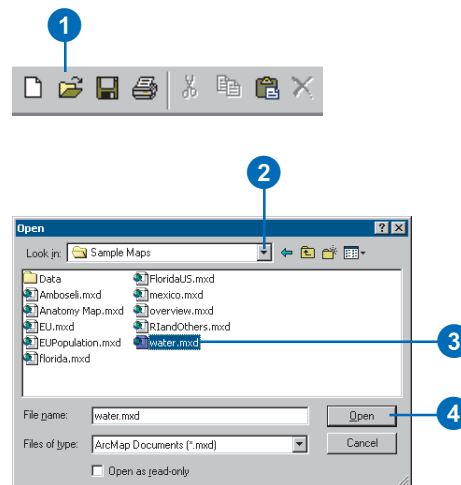 1
2
Open
Look in: Sample Maps
Data
Amboseli.mxd
Anatomy Map.mxd
EU.mxd
EUPopulation.mxd
florida.mxd
FloridaUS.mxd
mexico.mxd
overview.mxd
RIandOthers.mxd
water.mxd
3
File name: water.mxd Open
4
Files of type: ArcMap Documents (*.mxd) Cancel
Open as read-only